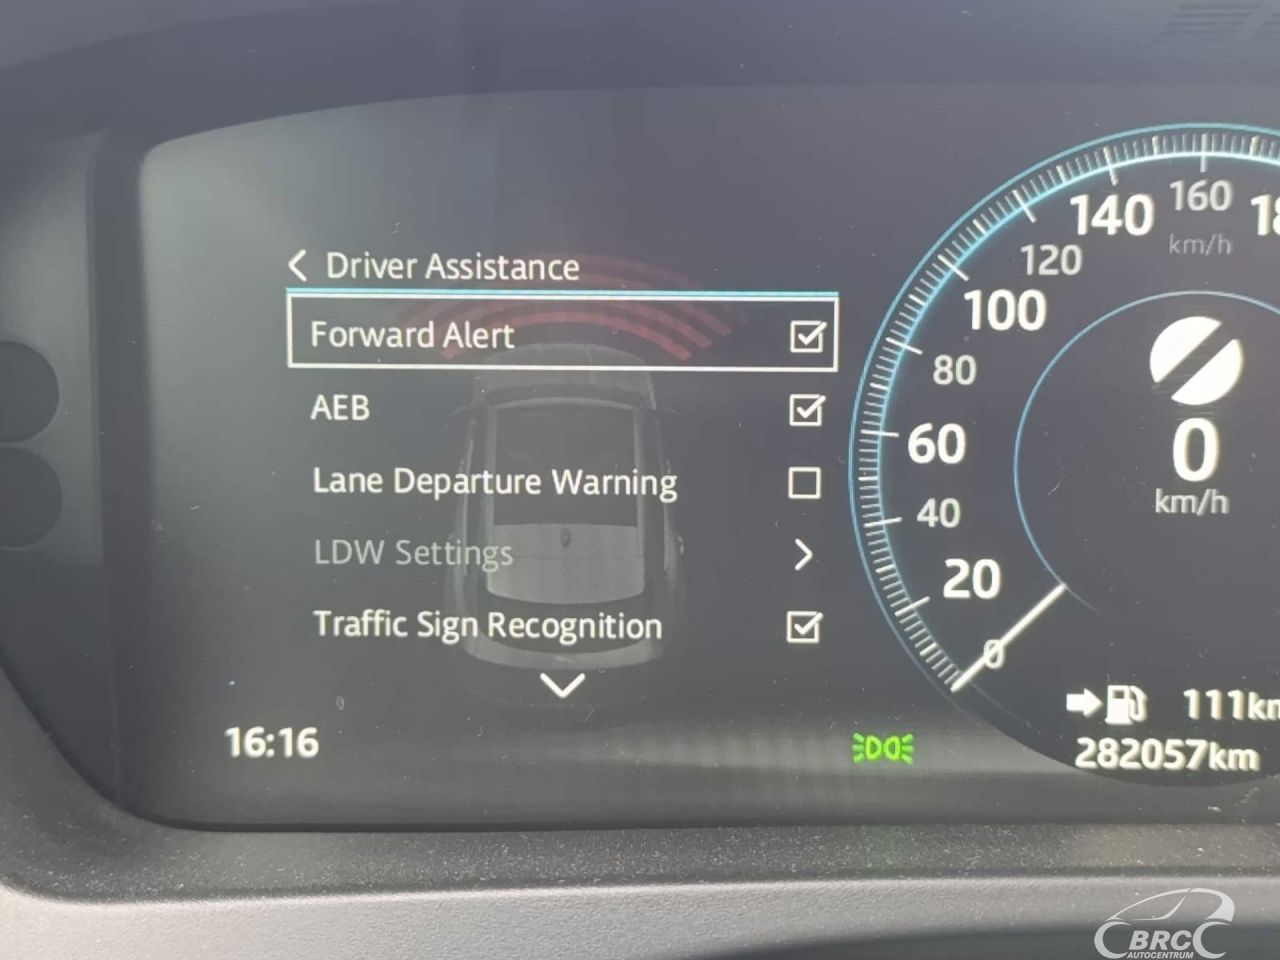 Driver Assistance
Forward Alert
AEB
Lane Departure Warning
LDW Settings
Traffic Sign Recognition
16:16
0
20
40
60
80
100
120
140
160
km/h
0
km/h
111km
282057km
BRC
AUTOCENTRUM